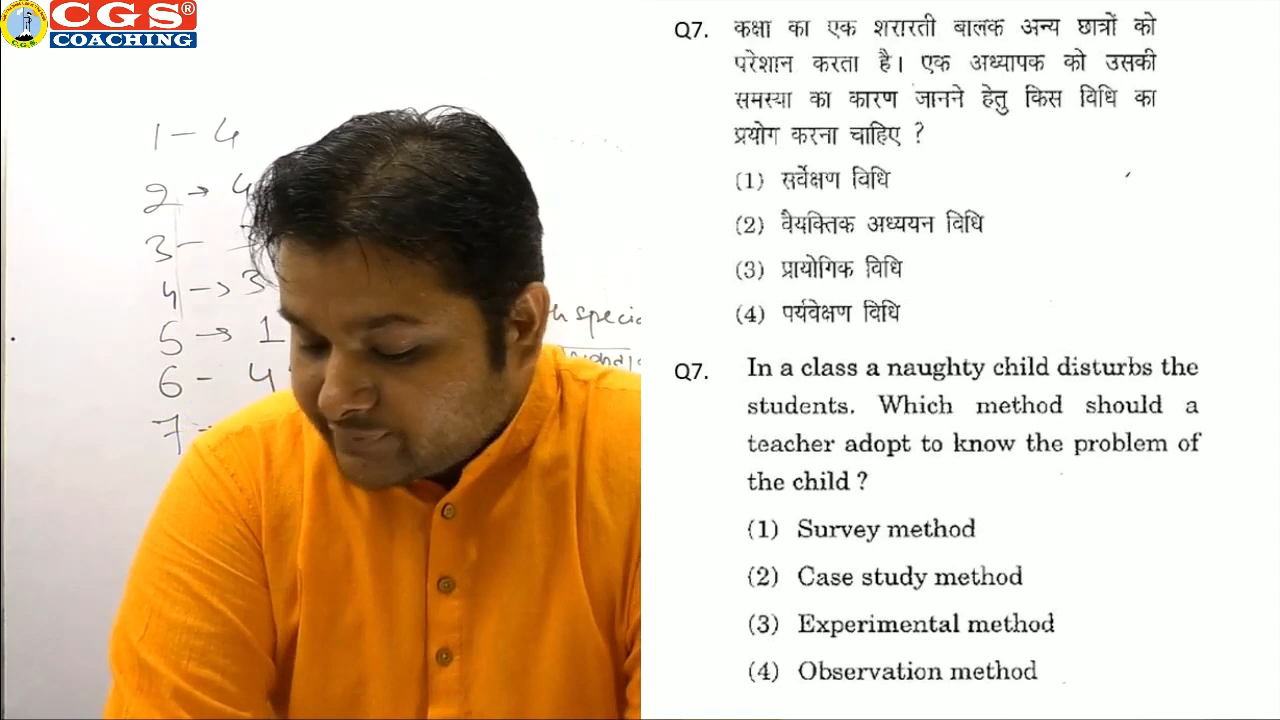 CGS®
COACHING
C.G.S.
1 – 4
2 → 4
3 –
4 → 3
5 → 1
6 – 4
7 –
specia
Q7. कक्षा का एक शरारती बालक अन्य छात्रों को
परेशान करता है। एक अध्यापक को उसकी
समस्या का कारण जानने हेतु किस विधि का
प्रयोग करना चाहिए ?
(1) सर्वेक्षण विधि
(2) वैयक्तिक अध्ययन विधि
(3) प्रायोगिक विधि
(4) पर्यवेक्षण विधि
Q7. In a class a naughty child disturbs the
students. Which method should a
teacher adopt to know the problem of
the child ?
(1) Survey method
(2) Case study method
(3) Experimental method
(4) Observation method